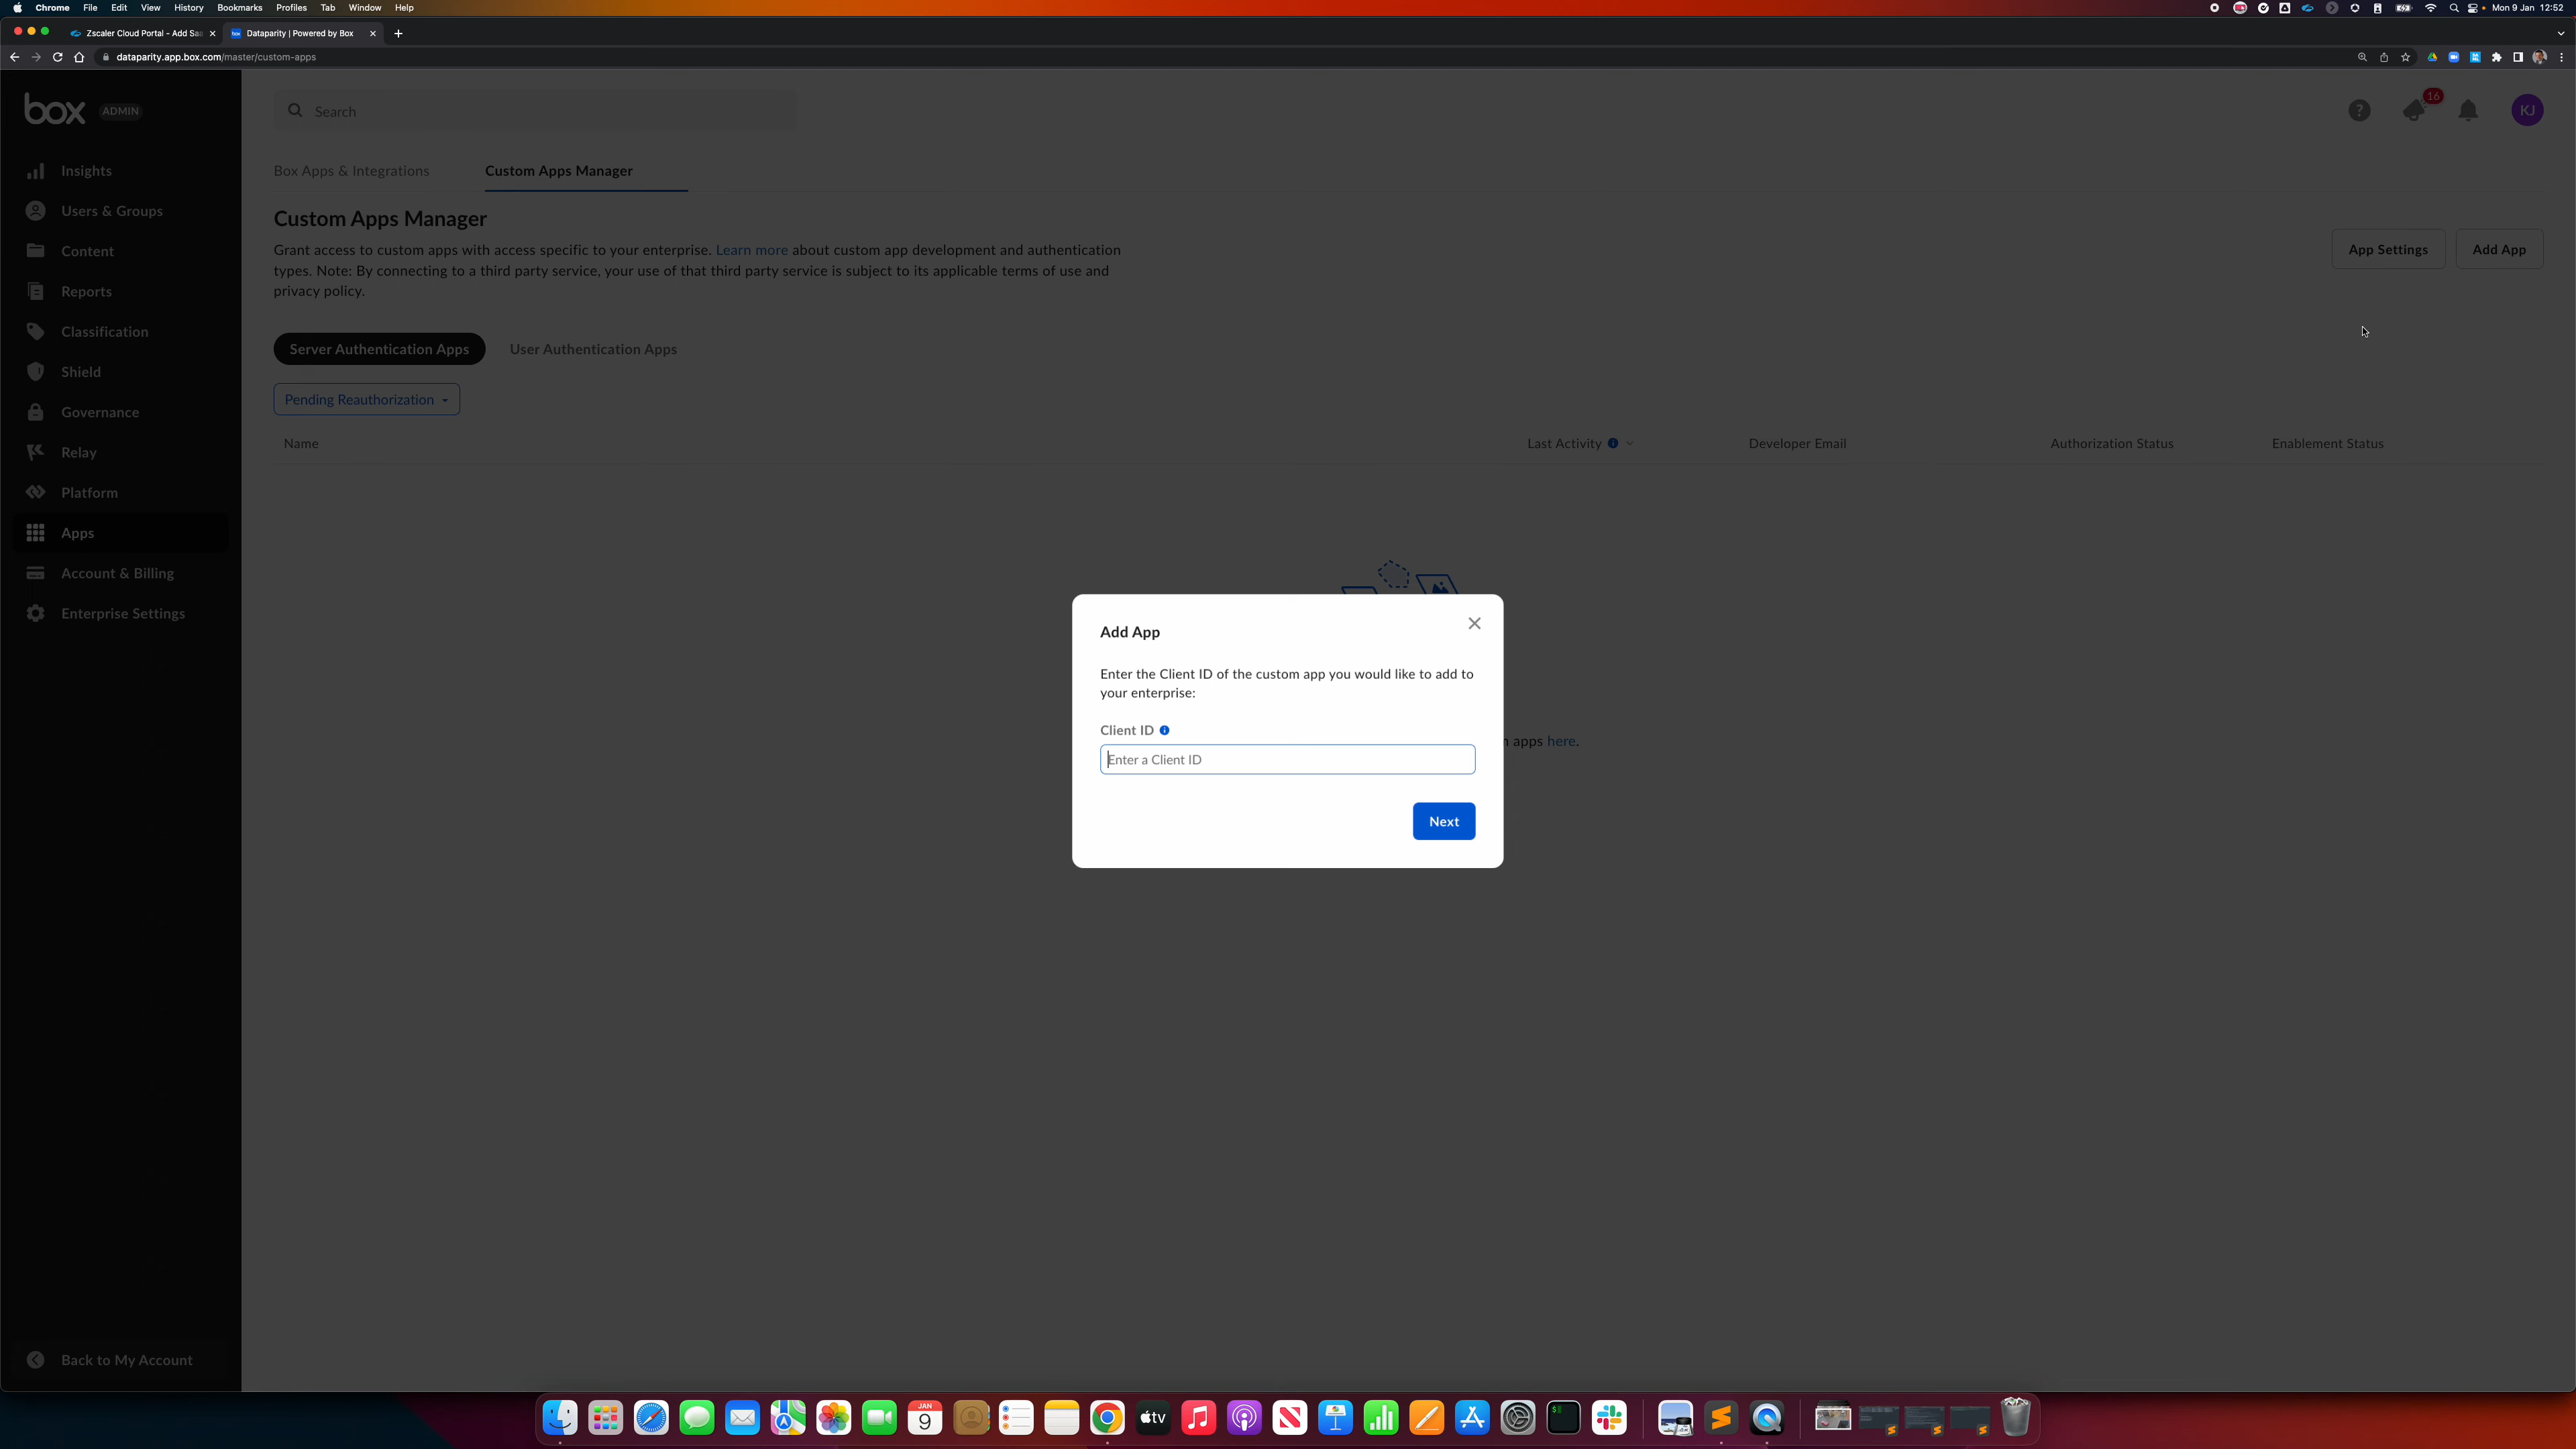 Chrome File Edit View History Bookmarks Profiles Tab Window Help
Mon 9 Jan 12:52
Zscaler Cloud Portal - Add Saa
Dataparity | Powered by Box
dataparity.app.box.com/master/custom-apps
box ADMIN
Search
16
KJ
Insights
Users & Groups
Content
Reports
Classification
Shield
Governance
Relay
Platform
Apps
Account & Billing
Enterprise Settings
Back to My Account
Box Apps & Integrations
Custom Apps Manager
Custom Apps Manager
Grant access to custom apps with access specific to your enterprise. Learn more about custom app development and authentication
types. Note: By connecting to a third party service, your use of that third party service is subject to its applicable terms of use and
privacy policy.
App Settings
Add App
Server Authentication Apps
User Authentication Apps
Pending Reauthorization
Name
Last Activity
Developer Email
Authorization Status
Enablement Status
Add App
Enter the Client ID of the custom app you would like to add to
your enterprise:
Client ID
Enter a Client ID
apps here.
Next
JAN
9
tv